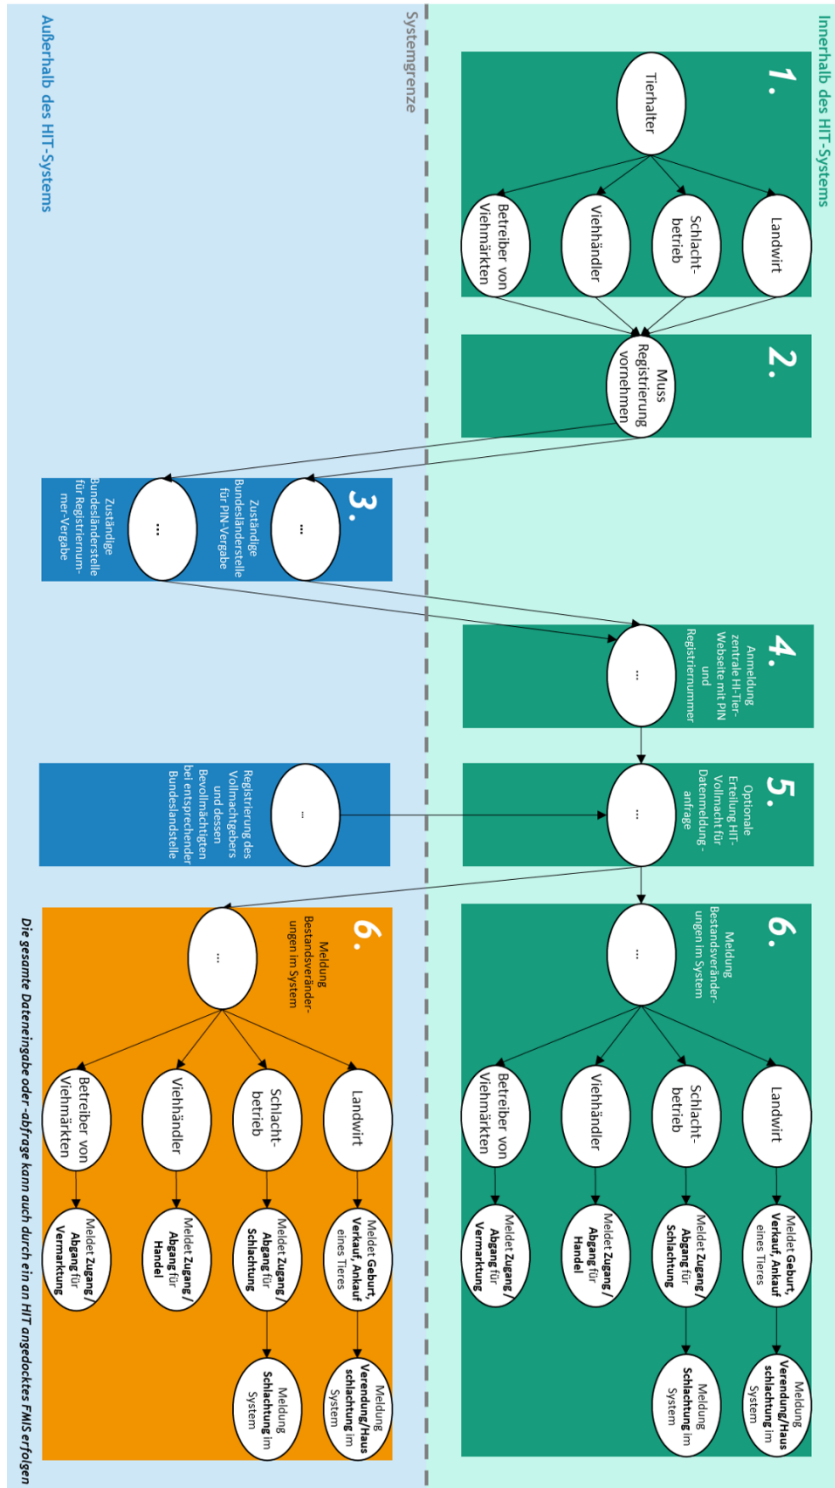 Innerhalb des HIT-Systems
1.
Tierhalter
Landwirt
Schlacht-
betrieb
Viehhändler
Betreiber von
Viehmärkten
2.
Muss
Registrierung
vornehmen
4.
Anmeldung
zentrale HI-Tier-
Webseite mit PIN
und
Registriernummer
...
5.
Optionale
Erteilung HIT-
Vollmacht für
Datenmeldung -
anfrage
...
6.
Meldung
Bestandsveränder-
ungen im System
...
Landwirt
Meldet Geburt,
Verkauf, Ankauf
eines Tieres
Meldung
Verendung/Haus
schlachtung im
System
Schlacht-
betrieb
Meldet Zugang /
Abgang für
Schlachtung
Meldung
Schlachtung im
System
Viehhändler
Meldet Zugang /
Abgang für
Handel
Betreiber von
Viehmärkten
Meldet Zugang /
Abgang für
Vermarktung
Systemgrenze
3.
Zuständige
Bundesländerstelle
für PIN-Vergabe
...
Zuständige
Bundesländerstelle
für Registriernum-
mer-Vergabe
...
Registrierung des
Vollmachtgebers
und dessen
Bevollmächtigten
bei entsprechender
Bundeslandstelle
...
6.
Meldung
Bestandsveränder-
ungen im System
...
Landwirt
Meldet Geburt,
Verkauf, Ankauf
eines Tieres
Meldung
Verendung/Haus
schlachtung im
System
Schlacht-
betrieb
Meldet Zugang /
Abgang für
Schlachtung
Meldung
Schlachtung im
System
Viehhändler
Meldet Zugang /
Abgang für
Handel
Betreiber von
Viehmärkten
Meldet Zugang /
Abgang für
Vermarktung
Außerhalb des HIT-Systems
Die gesamte Dateneingabe oder -abfrage kann auch durch ein an HIT angedocktes FMIS erfolgen